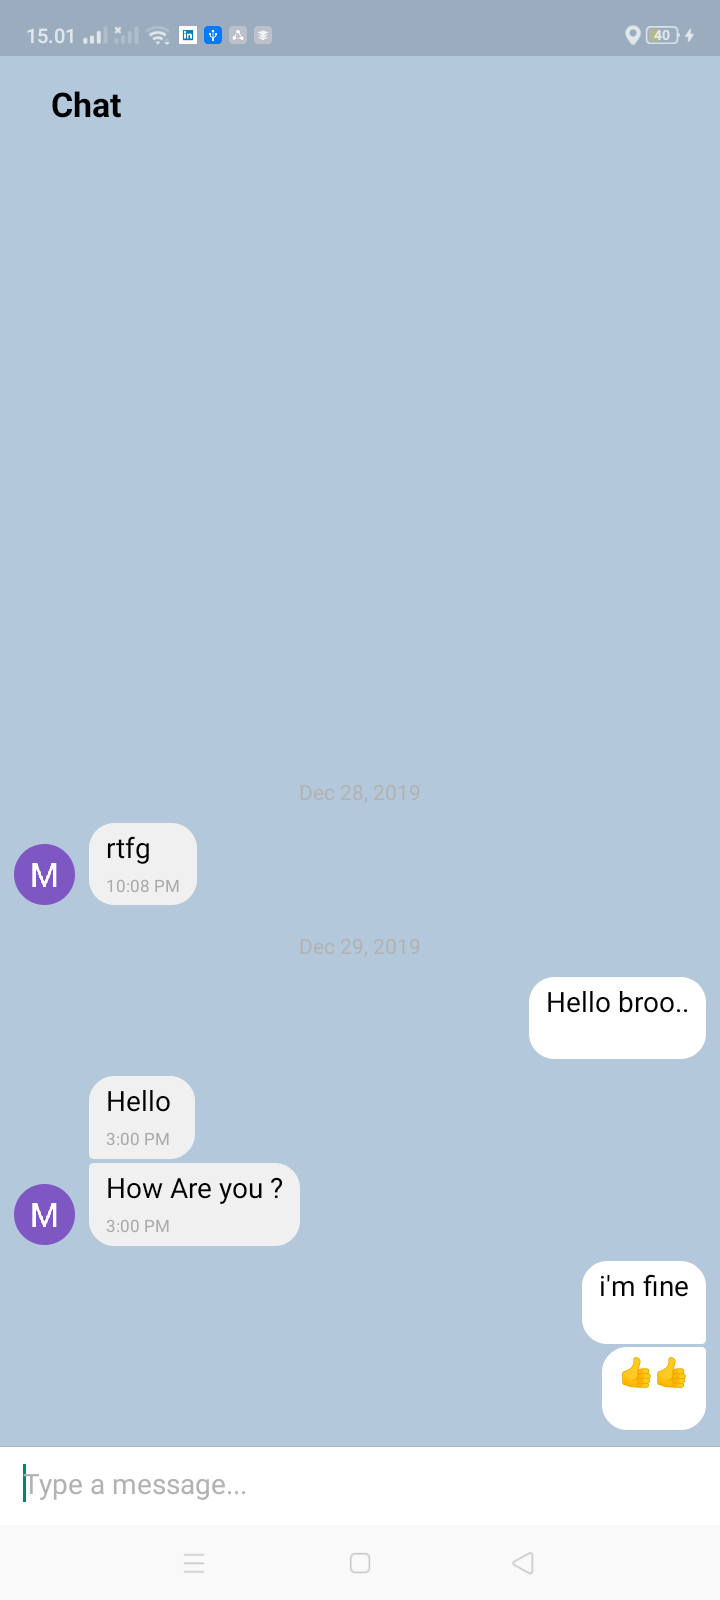 15.01
in
40
Chat
Dec 28, 2019
M
rtfg
10:08 PM
Dec 29, 2019
Hello broo..
Hello
3:00 PM
M
How Are you ?
3:00 PM
i'm fine
👍👍
Type a message...